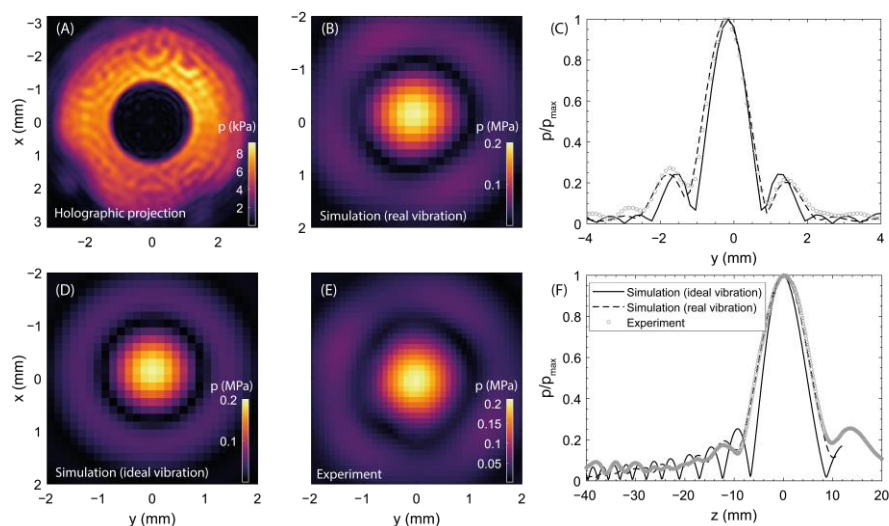 (A)
x (mm)
−3
−2
−1
0
1
2
3
p (kPa)
8
6
4
2
Holographic projection
−2
0
2
(B)
−2
−1
0
1
2
p (MPa)
0.2
0.1
Simulation (real vibration)
−2
0
2
(C)
p/pmax
1
0.8
0.6
0.4
0.2
0
−4
−2
0
2
4
y (mm)
(D)
x (mm)
−2
−1
0
1
2
p (MPa)
0.2
0.1
Simulation (ideal vibration)
−2
0
2
y (mm)
(E)
p (MPa)
0.2
0.15
0.1
0.05
Experiment
−2
0
2
y (mm)
(F)
Simulation (ideal vibration)
Simulation (real vibration)
Experiment
p/pmax
1
0.8
0.6
0.4
0.2
0
−40
−30
−20
−10
0
10
20
z (mm)